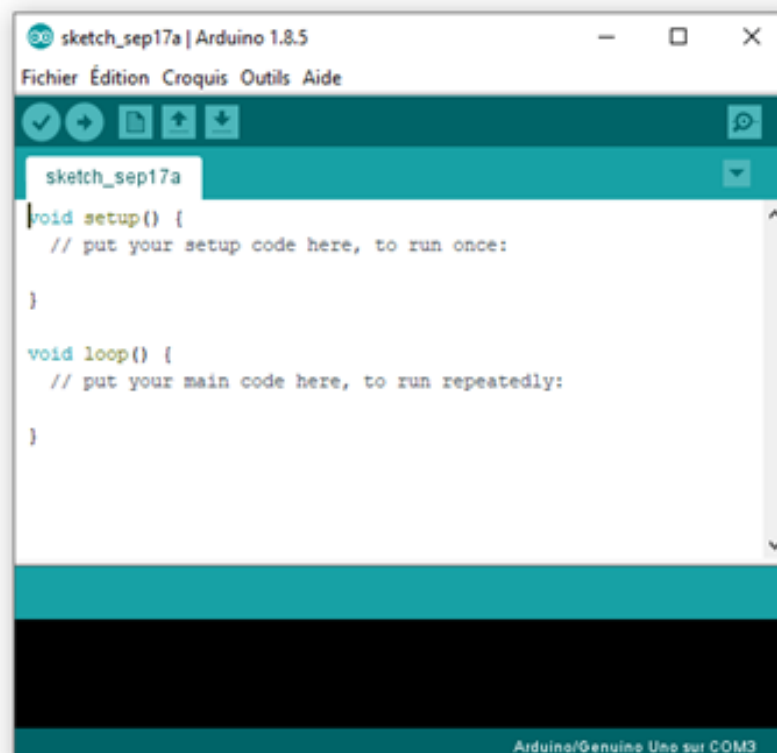 sketch_sep17a | Arduino 1.8.5
Fichier Édition Croquis Outils Aide
sketch_sep17a
void setup() {
// put your setup code here, to run once:
}
void loop() {
// put your main code here, to run repeatedly:
}
Arduino/Genuino Uno sur COM3